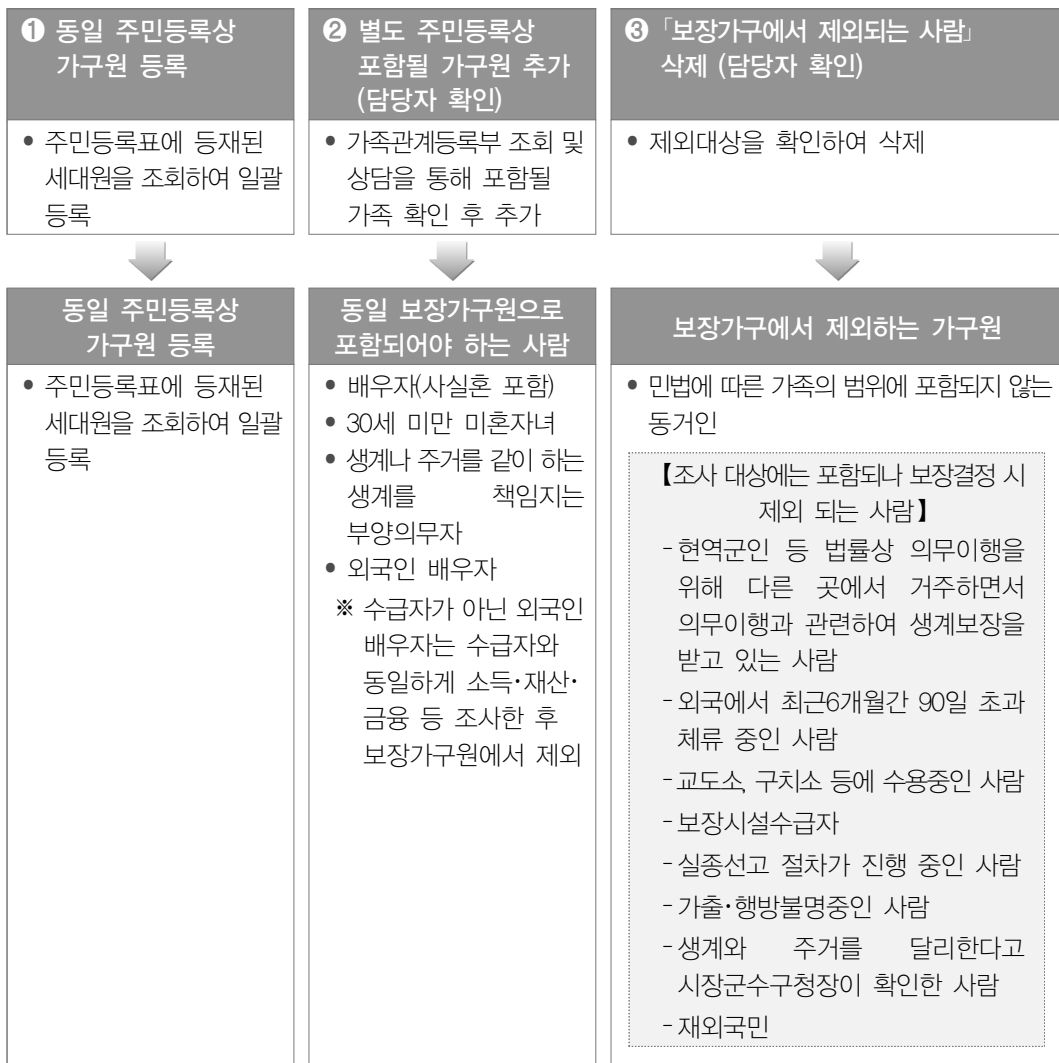 ❶ 동일 주민등록상
가구원 등록
• 주민등록표에 등재된
세대원을 조회하여 일괄
등록
❷ 별도 주민등록상
포함될 가구원 추가
(담당자 확인)
• 가족관계등록부 조회 및
상담을 통해 포함될
가족 확인 후 추가
❸「보장가구에서 제외되는 사람」
삭제 (담당자 확인)
• 제외대상을 확인하여 삭제
동일 주민등록상
가구원 등록
• 주민등록표에 등재된
세대원을 조회하여 일괄
등록
동일 보장가구원으로
포함되어야 하는 사람
• 배우자(사실혼 포함)
• 30세 미만 미혼자녀
• 생계나 주거를 같이 하는
생계를 책임지는
부양의무자
• 외국인 배우자
※ 수급자가 아닌 외국인
배우자는 수급자와
동일하게 소득·재산·
금융 등 조사한 후
보장가구원에서 제외
보장가구에서 제외하는 가구원
• 민법에 따른 가족의 범위에 포함되지 않는
동거인
【조사 대상에는 포함되나 보장결정 시
제외 되는 사람】
- 현역군인 등 법률상 의무이행을
위해 다른 곳에서 거주하면서
의무이행과 관련하여 생계보장을
받고 있는 사람
- 외국에서 최근6개월간 90일 초과
체류 중인 사람
- 교도소, 구치소 등에 수용중인 사람
- 보장시설수급자
- 실종선고 절차가 진행 중인 사람
- 가출·행방불명중인 사람
- 생계와 주거를 달리한다고
시장군수구청장이 확인한 사람
- 재외국민